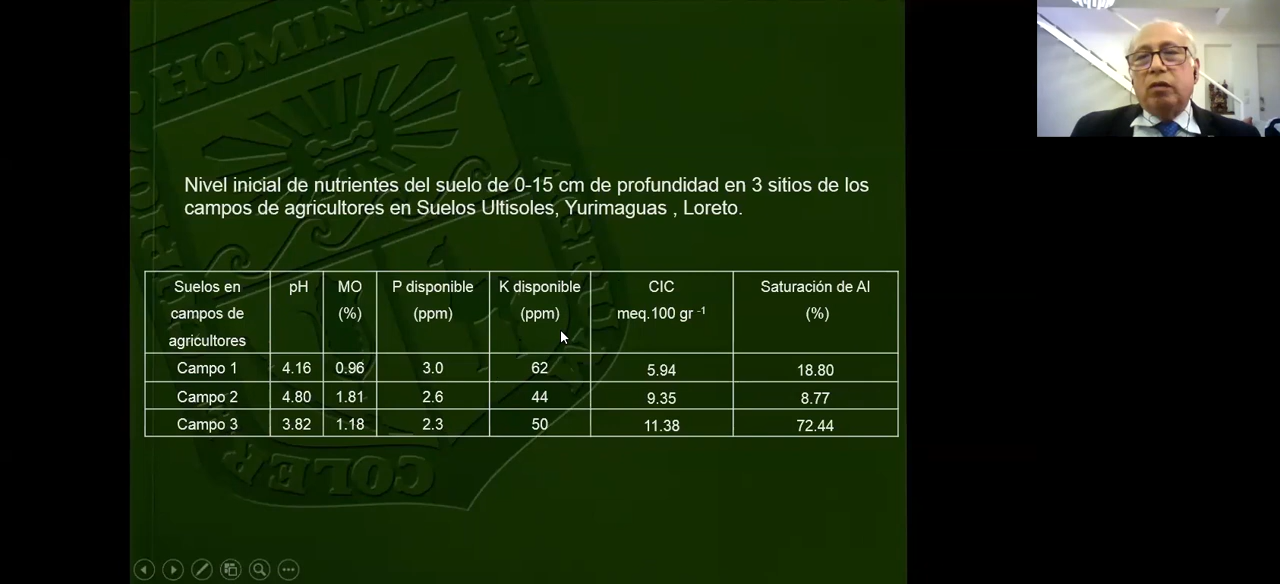 HOMINEM
ET
COLER
Nivel inicial de nutrientes del suelo de 0-15 cm de profundidad en 3 sitios de los
campos de agricultores en Suelos Ultisoles, Yurimaguas , Loreto.
Suelos en campos de agricultores pH MO (%) P disponible (ppm) K disponible (ppm) CIC meq.100 gr -1 Saturación de Al (%)
Campo 1 4.16 0.96 3.0 62 5.94 18.80
Campo 2 4.80 1.81 2.6 44 9.35 8.77
Campo 3 3.82 1.18 2.3 50 11.38 72.44